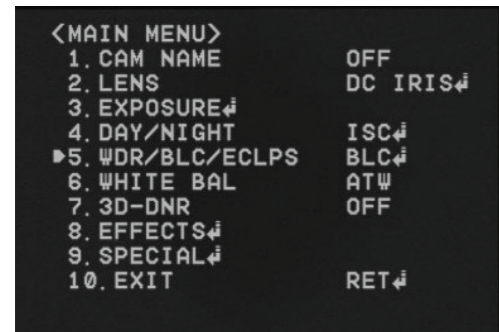 <MAIN MENU>
1. CAM NAME OFF
2. LENS DC IRIS↲
3. EXPOSURE↲
4. DAY/NIGHT ISC↲
▶5. WDR/BLC/ECLPS BLC↲
6. WHITE BAL ATW
7. 3D-DNR OFF
8. EFFECTS↲
9. SPECIAL↲
10. EXIT RET↲